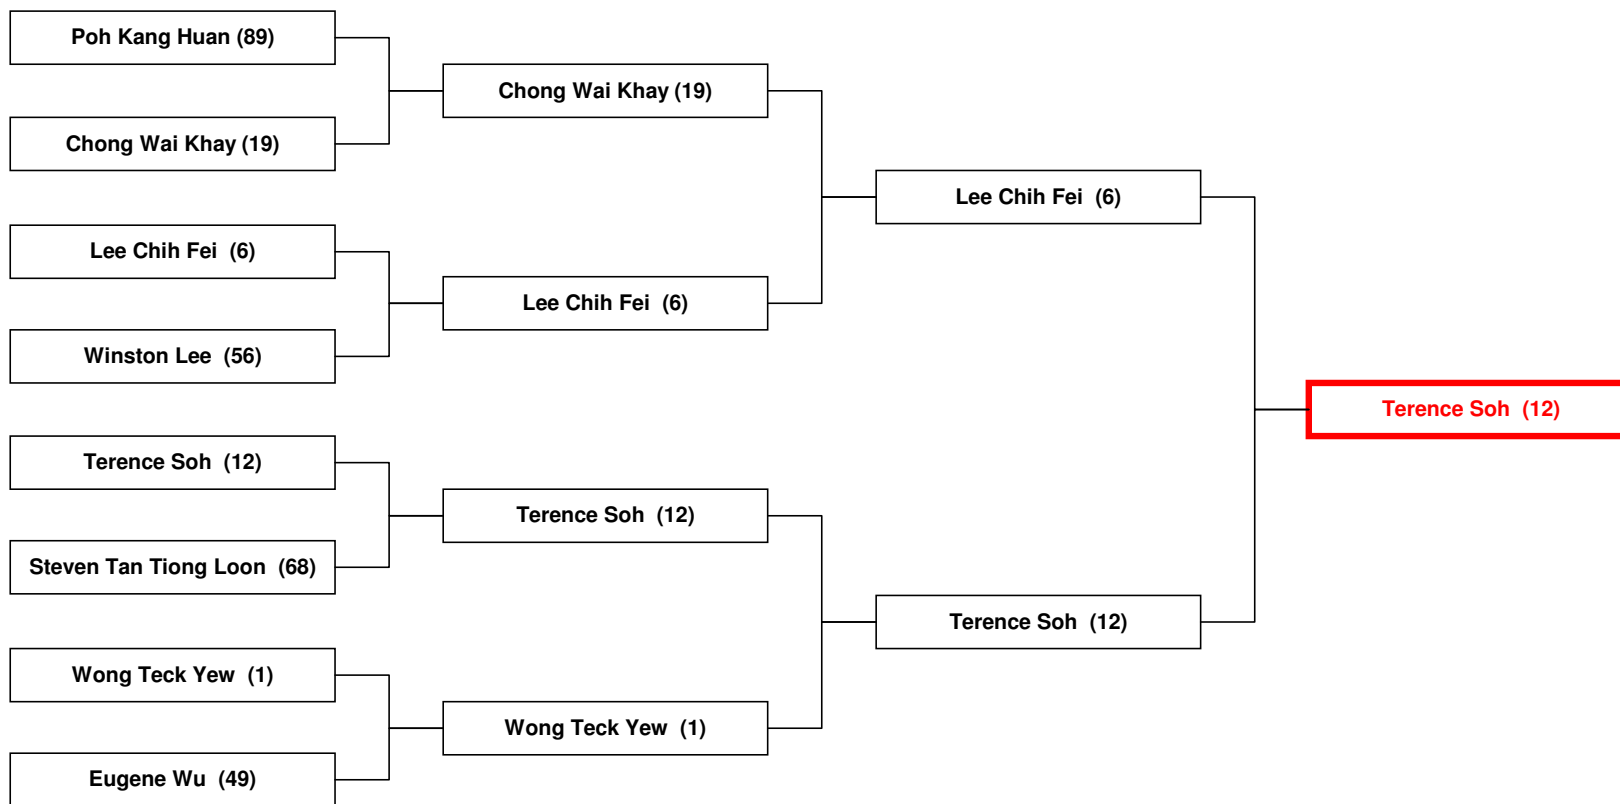 Poh Kang Huan (89)
Chong Wai Khay (19)
Chong Wai Khay (19)
Lee Chih Fei (6)
Lee Chih Fei (6)
Lee Chih Fei (6)
Winston Lee (56)
Terence Soh (12)
Terence Soh (12)
Terence Soh (12)
Steven Tan Tiong Loon (68)
Terence Soh (12)
Wong Teck Yew (1)
Wong Teck Yew (1)
Eugene Wu (49)